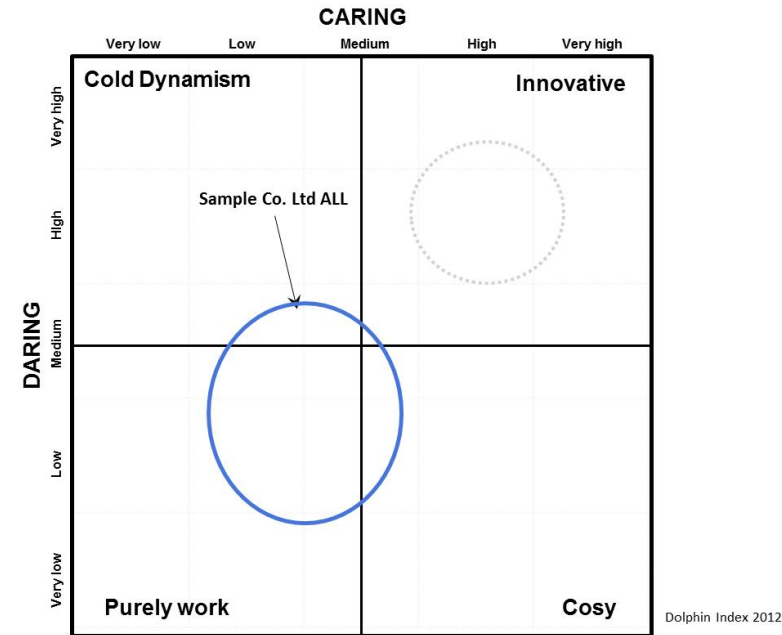 CARING
Very low Low Medium High Very high
Cold Dynamism Innovative
Very high
Sample Co. Ltd ALL
High
DARING
Medium
Low
Very low
Purely work Cosy
Dolphin Index 2012